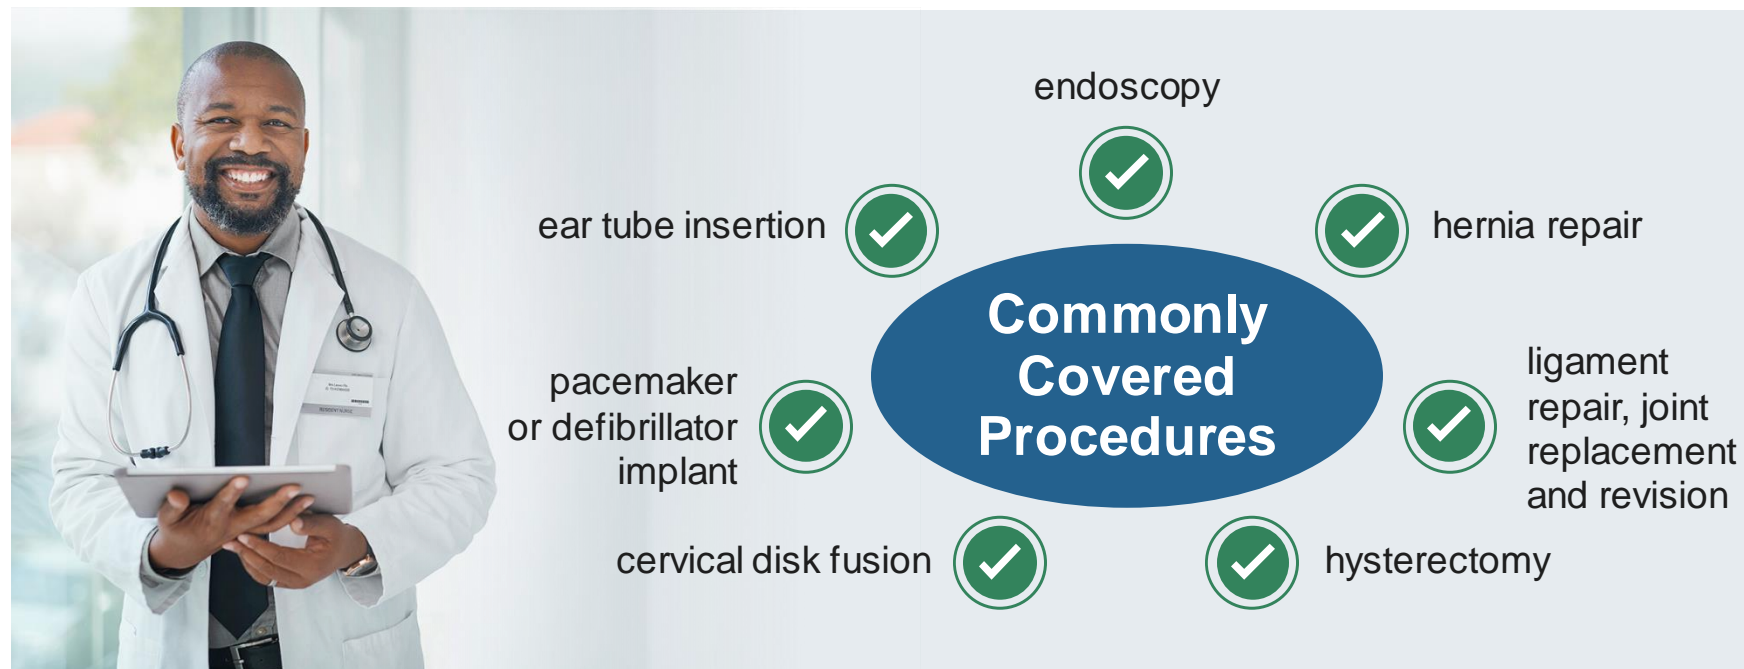 endoscopy
ear tube insertion
hernia repair
Commonly
Covered
Procedures
pacemaker
or defibrillator
implant
ligament
repair, joint
replacement
and revision
cervical disk fusion
hysterectomy